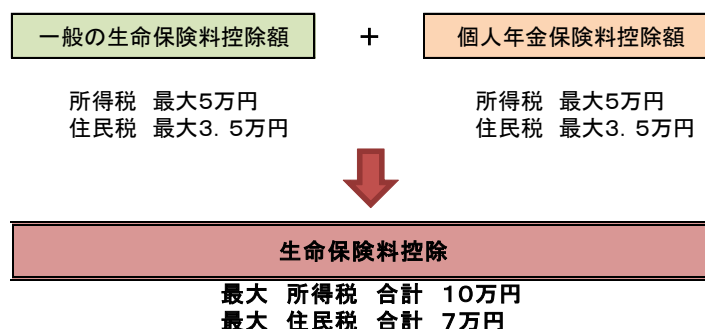 一般の生命保険料控除額 + 個人年金保険料控除額
所得税 最大5万円 所得税 最大5万円
住民税 最大3.5万円 住民税 最大3.5万円
生命保険料控除
最大 所得税 合計 10万円
最大 住民税 合計 7万円